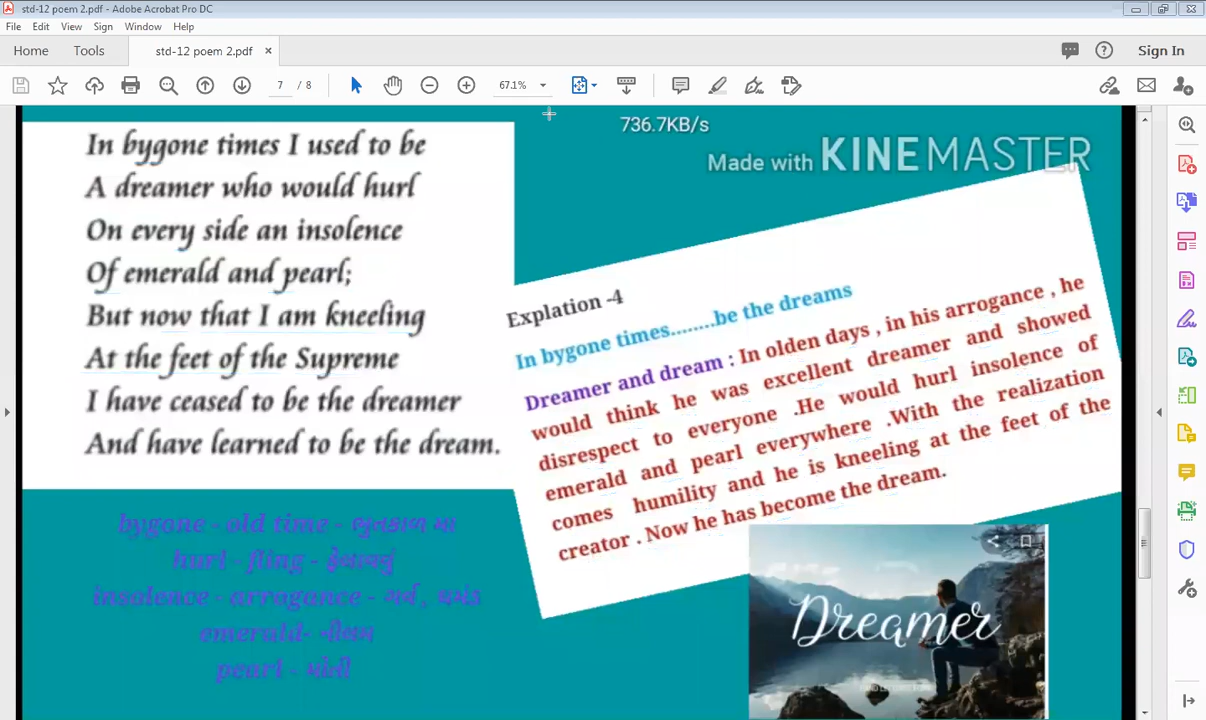 std-12 poem 2.pdf - Adobe Acrobat Pro DC
File Edit View Sign Window Help
Home Tools std-12 poem 2.pdf × Sign In
7 / 8 67.1%
736.7KB/s
Made with KINEMASTER
In bygone times I used to be
A dreamer who would hurl
On every side an insolence
Of emerald and pearl;
But now that I am kneeling
At the feet of the Supreme
I have ceased to be the dreamer
And have learned to be the dream.
bygone - old time - ભૂતકાળ મા
hurl - fling - ફેંકવું
insolence - arrogance - ગર્વ , ઘમંડ
emerald- નીલમ
pearl - મોતી
Explation -4
In bygone times........be the dreams
Dreamer and dream : In olden days , in his arrogance , he
would think he was excellent dreamer and showed
disrespect to everyone .He would hurl insolence of
emerald and pearl everywhere .With the realization
comes humility and he is kneeling at the feet of the
creator . Now he has become the dream.
Dreamer